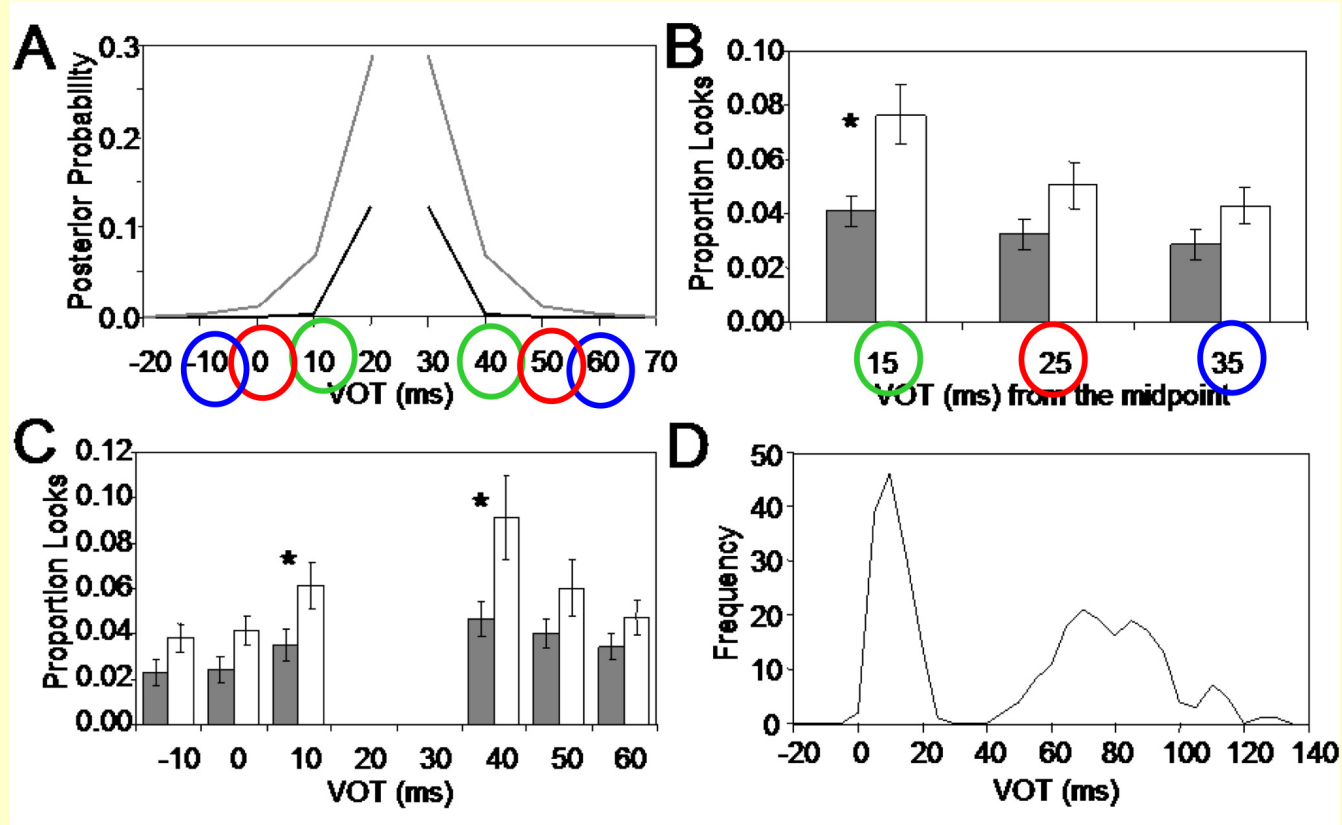 A
Posterior Probability
0.3
0.2
0.1
0.0
-20 -10 0 10 20 30 40 50 60 70
VOT (ms)
B
Proportion Looks
0.10
0.08
0.06
0.04
0.02
0.00
*
15 25 35
VOT (ms) from the midpoint
C
Proportion Looks
0.12
0.10
0.08
0.06
0.04
0.02
0.00
*
*
-10 0 10 20 30 40 50 60
VOT (ms)
D
Frequency
50
40
30
20
10
0
-20 0 20 40 60 80 100 120 140
VOT (ms)